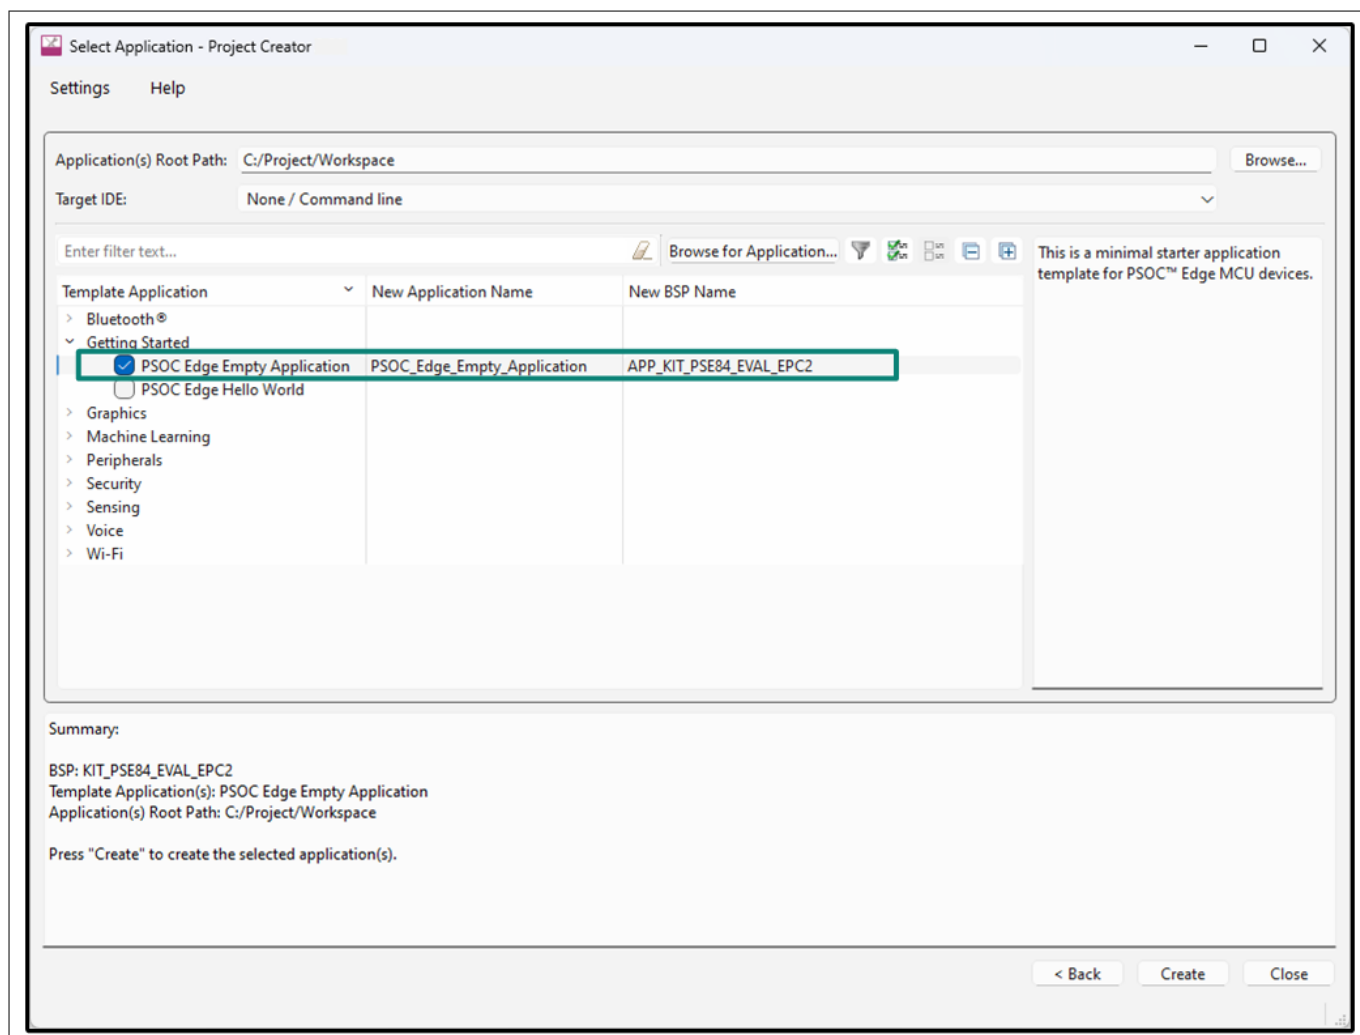 Select Application - Project Creator
Settings Help
Application(s) Root Path: C:/Project/Workspace Browse...
Target IDE: None / Command line
Enter filter text... Browse for Application...
This is a minimal starter application
template for PSOC™ Edge MCU devices.
Template Application New Application Name New BSP Name
Bluetooth®
Getting Started
PSOC Edge Empty Application PSOC_Edge_Empty_Application APP_KIT_PSE84_EVAL_EPC2
PSOC Edge Hello World
Graphics
Machine Learning
Peripherals
Security
Sensing
Voice
Wi-Fi
Summary:
BSP: KIT_PSE84_EVAL_EPC2
Template Application(s): PSOC Edge Empty Application
Application(s) Root Path: C:/Project/Workspace
Press "Create" to create the selected application(s).
< Back Create Close